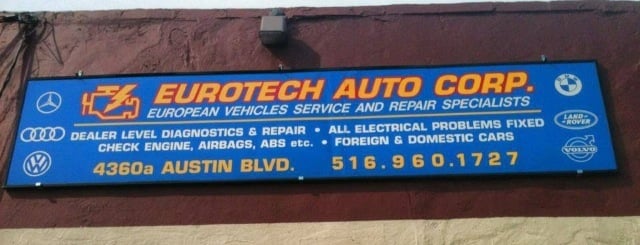 EUROTECH AUTO CORP.
EUROPEAN VEHICLES SERVICE AND REPAIR SPECIALISTS
DEALER LEVEL DIAGNOSTICS & REPAIR • ALL ELECTRICAL PROBLEMS FIXED
CHECK ENGINE, AIRBAGS, ABS etc. • FOREIGN & DOMESTIC CARS
4360a AUSTIN BLVD. 516.960.1727
BMW
LAND-ROVER
VOLVO